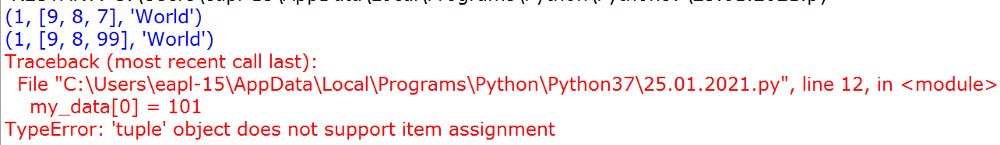 (1, [9, 8, 7], 'World')
(1, [9, 8, 99], 'World')
Traceback (most recent call last):
  File "C:\Users\eapl-15\AppData\Local\Programs\Python\Python37\25.01.2021.py", line 12, in <module>
    my_data[0] = 101
TypeError: 'tuple' object does not support item assignment